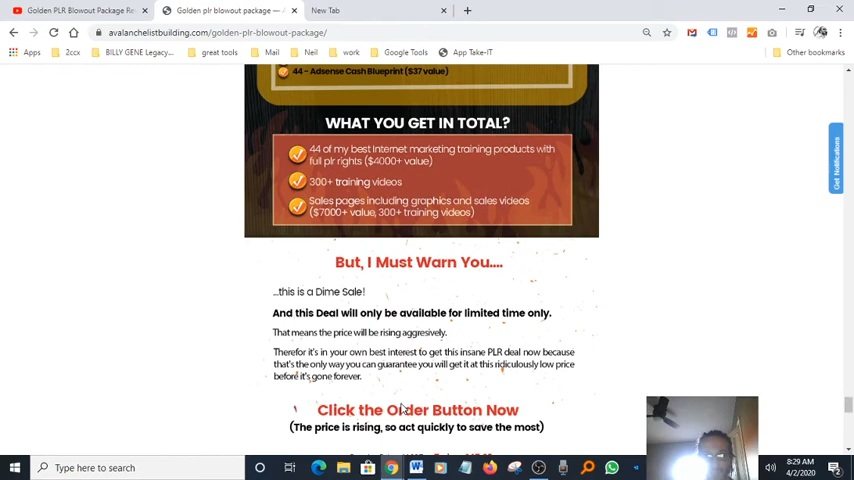 Golden PLR Blowout Package Re
Golden plr blowout package —
New Tab
avalanchelistbuilding.com/golden-plr-blowout-package/
Apps
2ccx
BILLY GENE Legacy...
great tools
Mail
Neil
work
Google Tools
App Take-IT
Other bookmarks
44 - Adsense Cash Blueprint ($37 value)
WHAT YOU GET IN TOTAL?
44 of my best Internet marketing training products with
full plr rights ($4000+ value)
300+ training videos
Sales pages including graphics and sales videos
($7000+ value, 300+ training videos)
Get Notifications
But, I Must Warn You....
...this is a Dime Sale!
And this Deal will only be available for limited time only.
That means the price will be rising aggresively.
Therefor it's in your own best interest to get this insane PLR deal now because
that's the only way you can guarantee you will get it at this ridiculously low price
before it's gone forever.
Click the Order Button Now
(The price is rising, so act quickly to save the most)
Type here to search
8:29 AM
4/2/2020